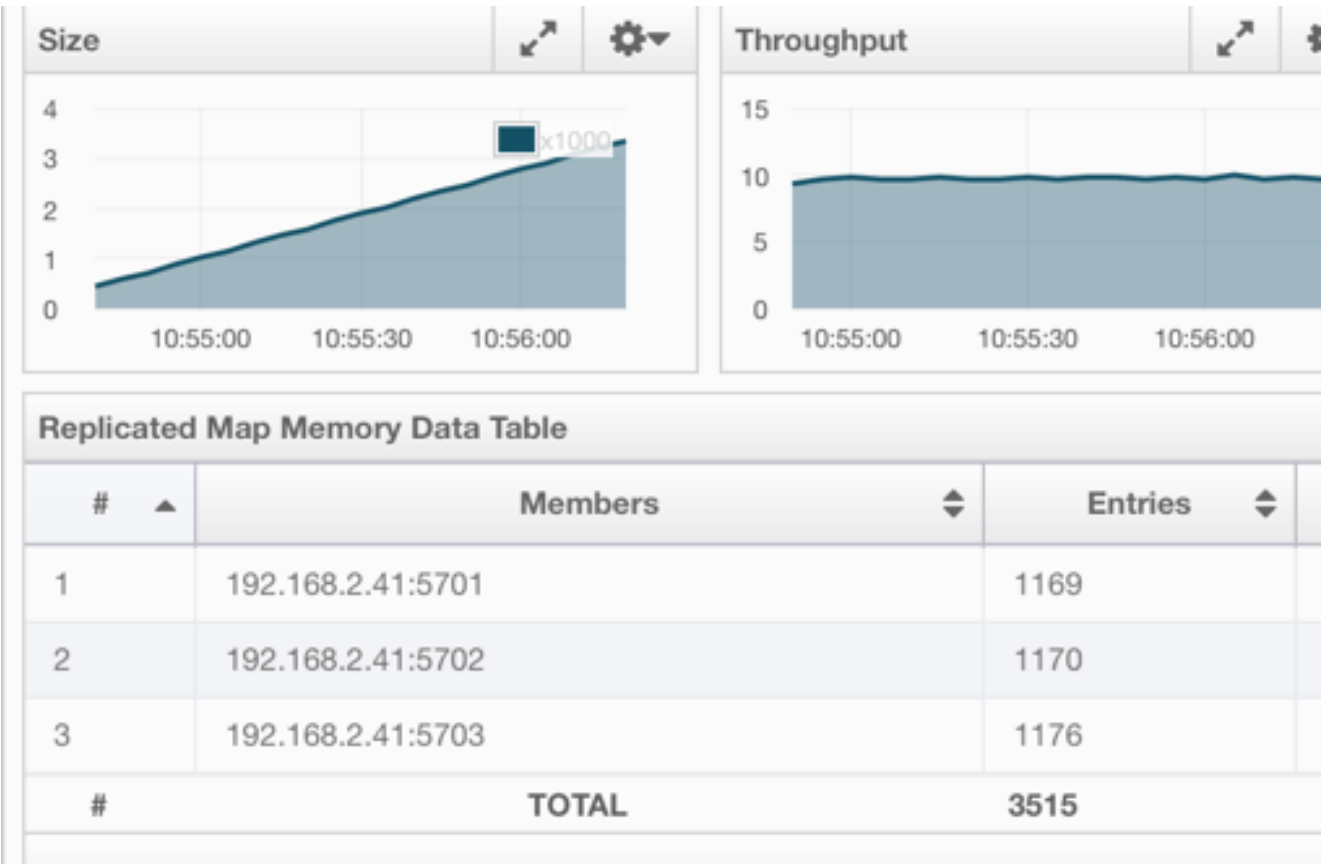 Size
Throughput
4
3
2
1
0
x1000
10:55:00 10:55:30 10:56:00
15
10
5
0
10:55:00 10:55:30 10:56:00
Replicated Map Memory Data Table
# Members Entries
1 192.168.2.41:5701 1169
2 192.168.2.41:5702 1170
3 192.168.2.41:5703 1176
# TOTAL 3515